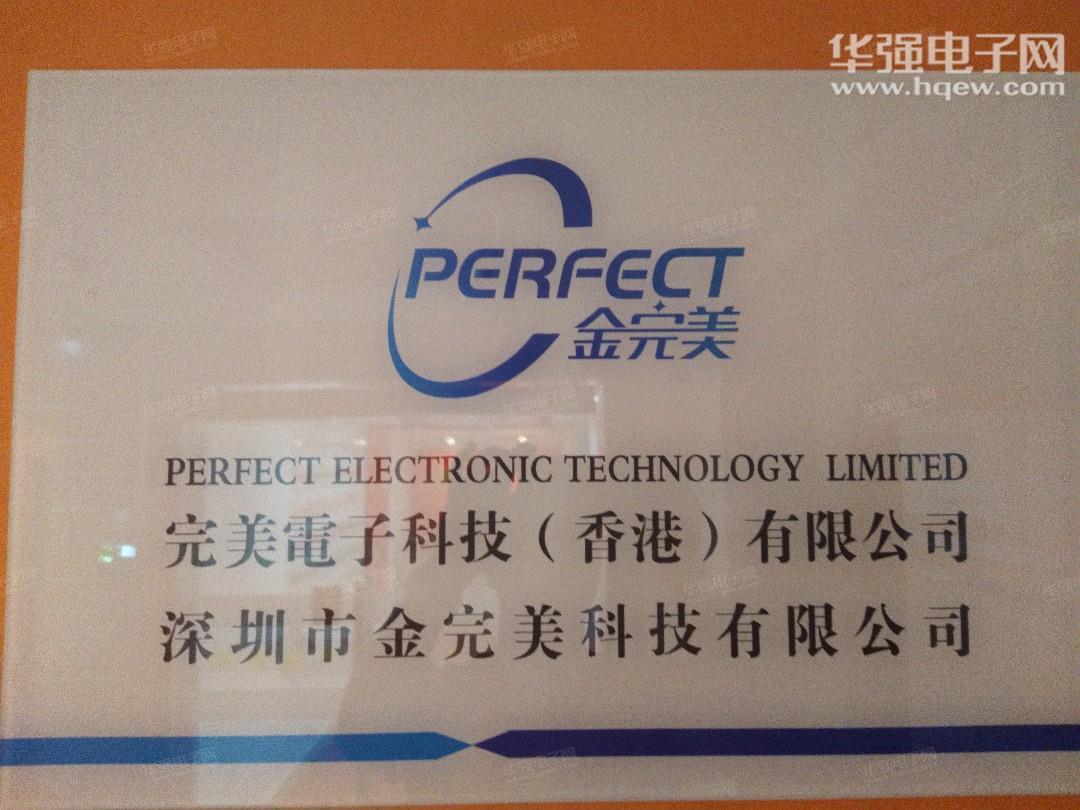 华强电子网
www.hqew.com
PERFECT
金完美
PERFECT ELECTRONIC TECHNOLOGY LIMITED
完美電子科技（香港）有限公司
深圳市金完美科技有限公司